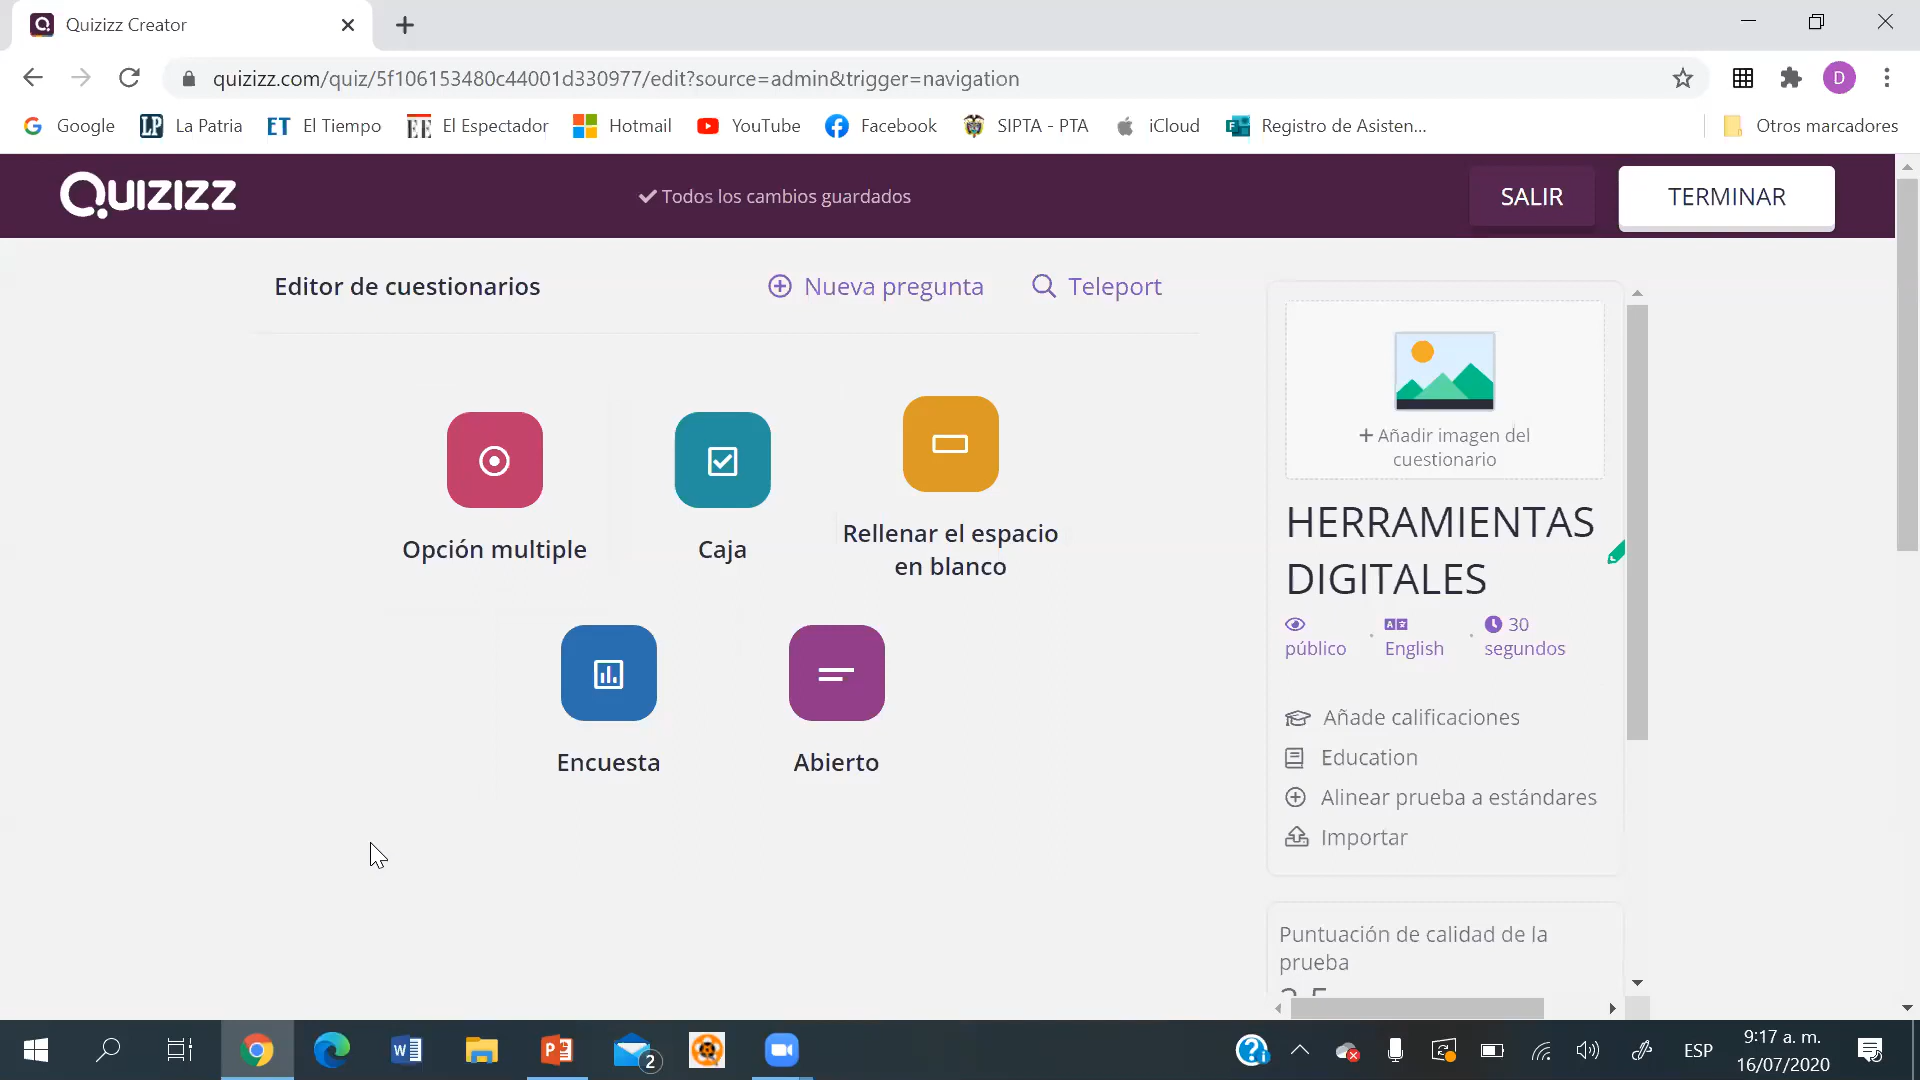 Quizizz Creator
quizizz.com/quiz/5f106153480c44001d330977/edit?source=admin&trigger=navigation
D
Google
La Patria
El Tiempo
El Espectador
Hotmail
YouTube
Facebook
SIPTA - PTA
iCloud
Registro de Asisten...
Otros marcadores
QUIZIZZ
Todos los cambios guardados
SALIR
TERMINAR
Editor de cuestionarios
Nueva pregunta
Teleport
Opción multiple
Caja
Rellenar el espacio
en blanco
Encuesta
Abierto
+ Añadir imagen del
cuestionario
HERRAMIENTAS
DIGITALES
público
English
30
segundos
Añade calificaciones
Education
Alinear prueba a estándares
Importar
Puntuación de calidad de la
prueba
2
ESP
9:17 a. m.
16/07/2020